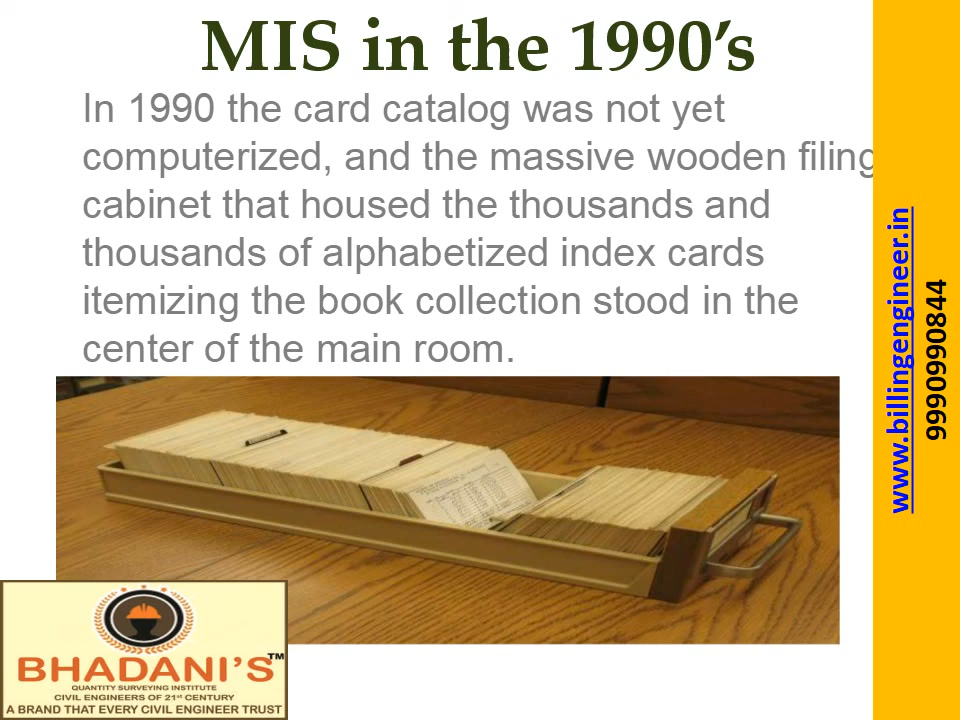 MIS in the 1990’s
In 1990 the card catalog was not yet
computerized, and the massive wooden filing
cabinet that housed the thousands and
thousands of alphabetized index cards
itemizing the book collection stood in the
center of the main room.
www.billingengineer.in
9990990844
BHADANI’S™
QUANTITY SURVEYING INSTITUTE
CIVIL ENGINEERS OF 21ST CENTURY
A BRAND THAT EVERY CIVIL ENGINEER TRUST